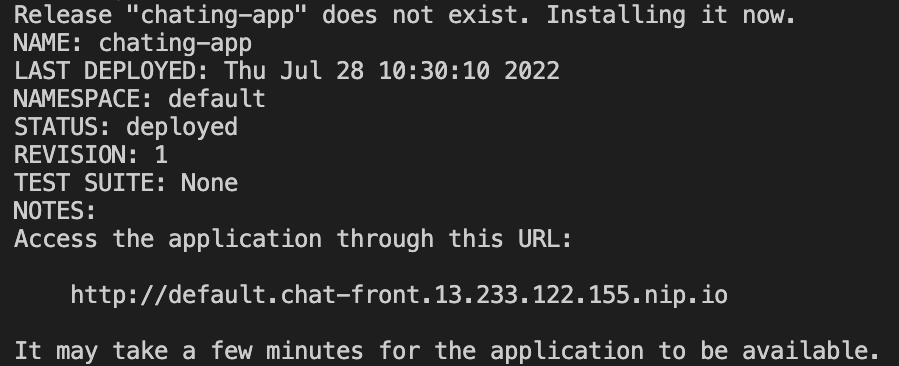 Release "chating-app" does not exist. Installing it now.
NAME: chating-app
LAST DEPLOYED: Thu Jul 28 10:30:10 2022
NAMESPACE: default
STATUS: deployed
REVISION: 1
TEST SUITE: None
NOTES:
Access the application through this URL:
http://default.chat-front.13.233.122.155.nip.io
It may take a few minutes for the application to be available.